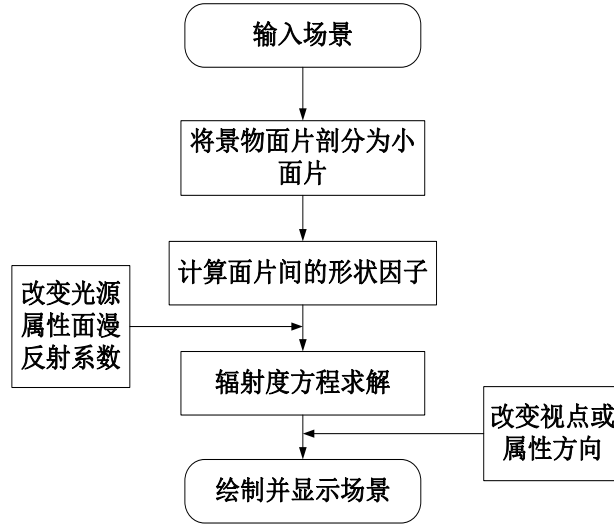 输入场景
将景物面片剖分为小
面片
计算面片间的形状因子
改变光源
属性面漫
反射系数
辐射度方程求解
改变视点或
属性方向
绘制并显示场景